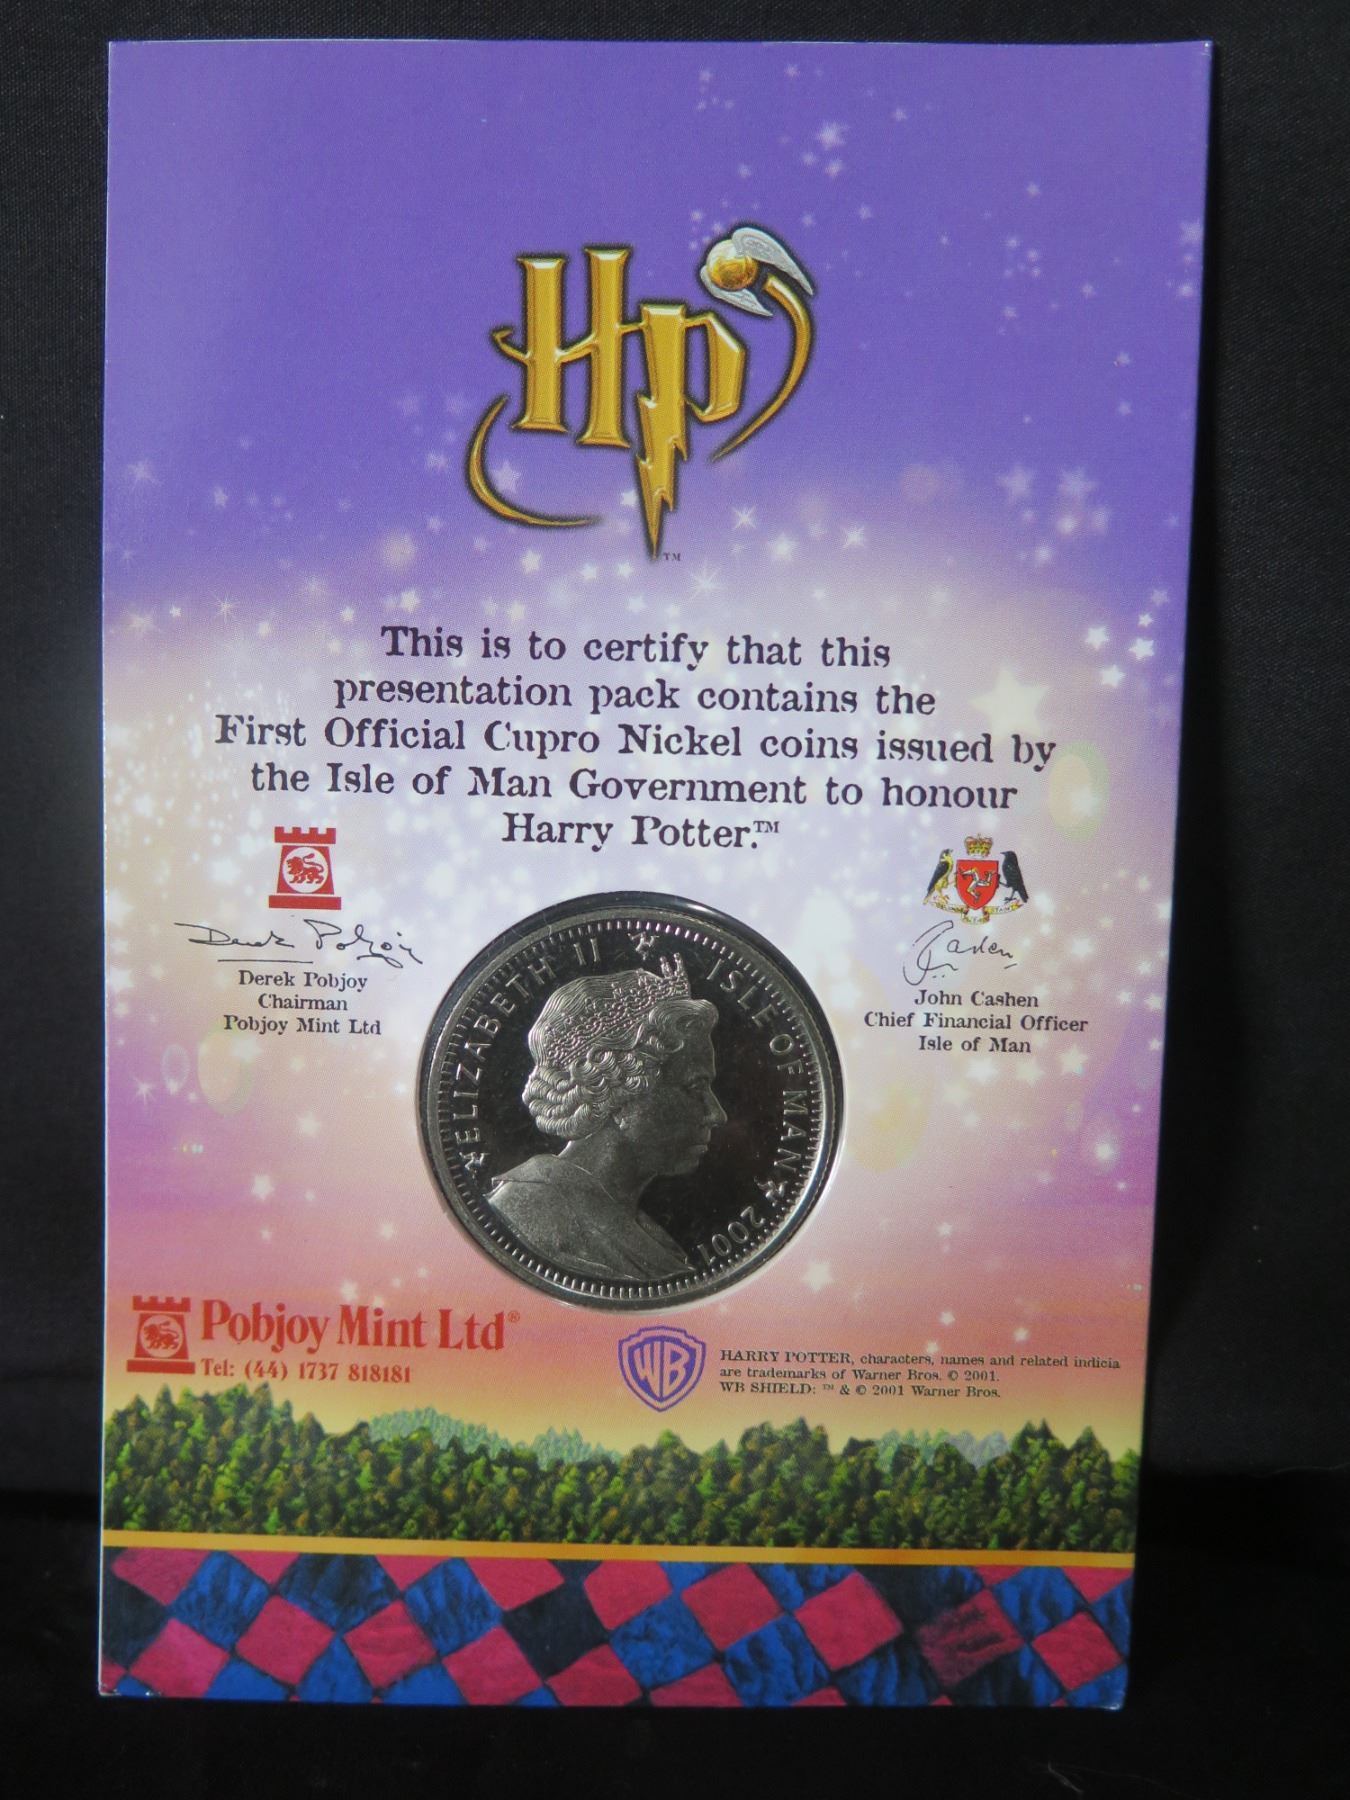 HP
TM
This is to certify that this
presentation pack contains the
First Official Cupro Nickel coins issued by
the Isle of Man Government to honour
Harry Potter.™
Derek Pobjoy
Derek Pobjoy
Chairman
Pobjoy Mint Ltd
Cashen
John Cashen
Chief Financial Officer
Isle of Man
ELIZABETH II ISLE OF MAN 2001
Pobjoy Mint Ltd®
Tel: (44) 1737 818181
WB
HARRY POTTER, characters, names and related indicia
are trademarks of Warner Bros. © 2001.
WB SHIELD: ™ & © 2001 Warner Bros.